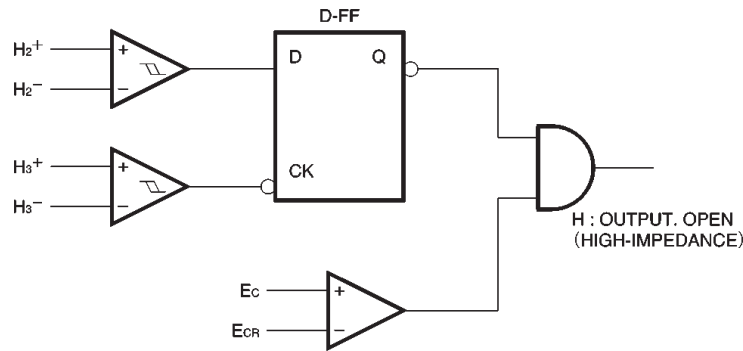 D-FF
H2+
H2−
+
−
D
Q
H3+
H3−
+
−
CK
H : OUTPUT. OPEN
(HIGH-IMPEDANCE)
EC
ECR
+
−